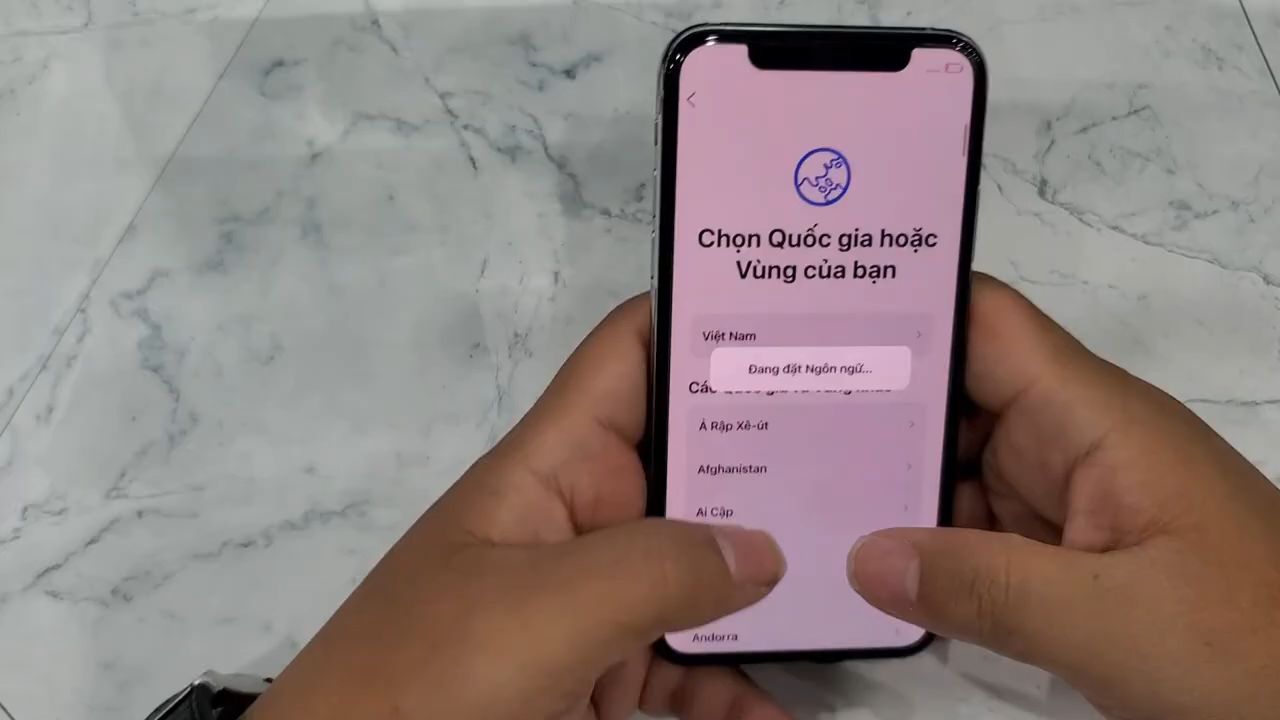 Chọn Quốc gia hoặc
Vùng của bạn
Việt Nam
Đang đặt Ngôn ngữ...
Ả Rập Xê-út
Afghanistan
Ai Cập
Andorra